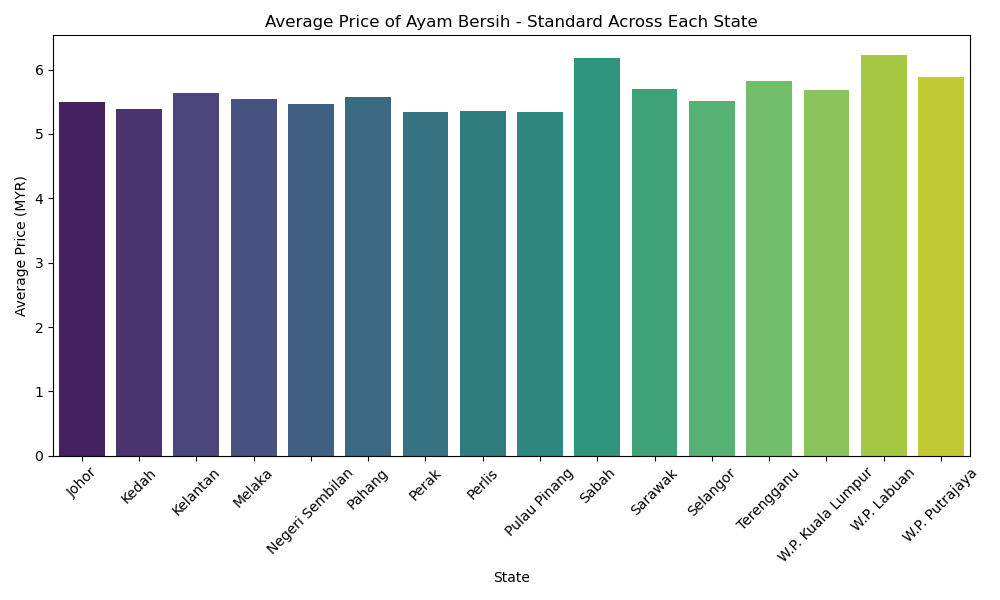 Average Price of Ayam Bersih - Standard Across Each State
Average Price (MYR)
6
5
4
3
2
1
0
Johor
Kedah
Kelantan
Melaka
Negeri Sembilan
Pahang
Perak
Perlis
Pulau Pinang
Sabah
Sarawak
Selangor
Terengganu
W.P. Kuala Lumpur
W.P. Labuan
W.P. Putrajaya
State